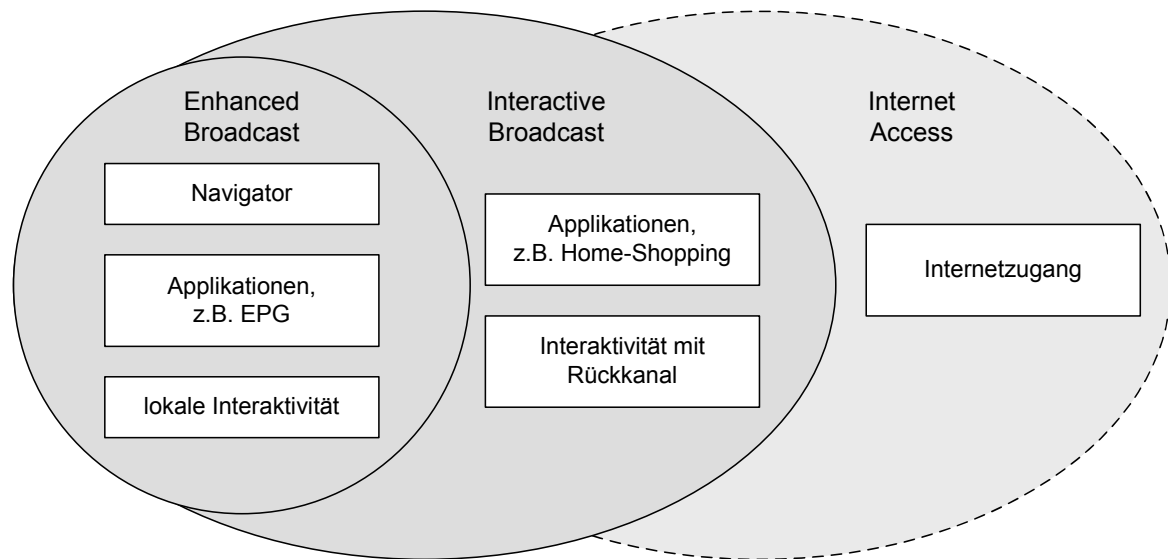 Enhanced
Broadcast
Navigator
Applikationen,
z.B. EPG
lokale Interaktivität
Interactive
Broadcast
Applikationen,
z.B. Home-Shopping
Interaktivität mit
Rückkanal
Internet
Access
Internetzugang